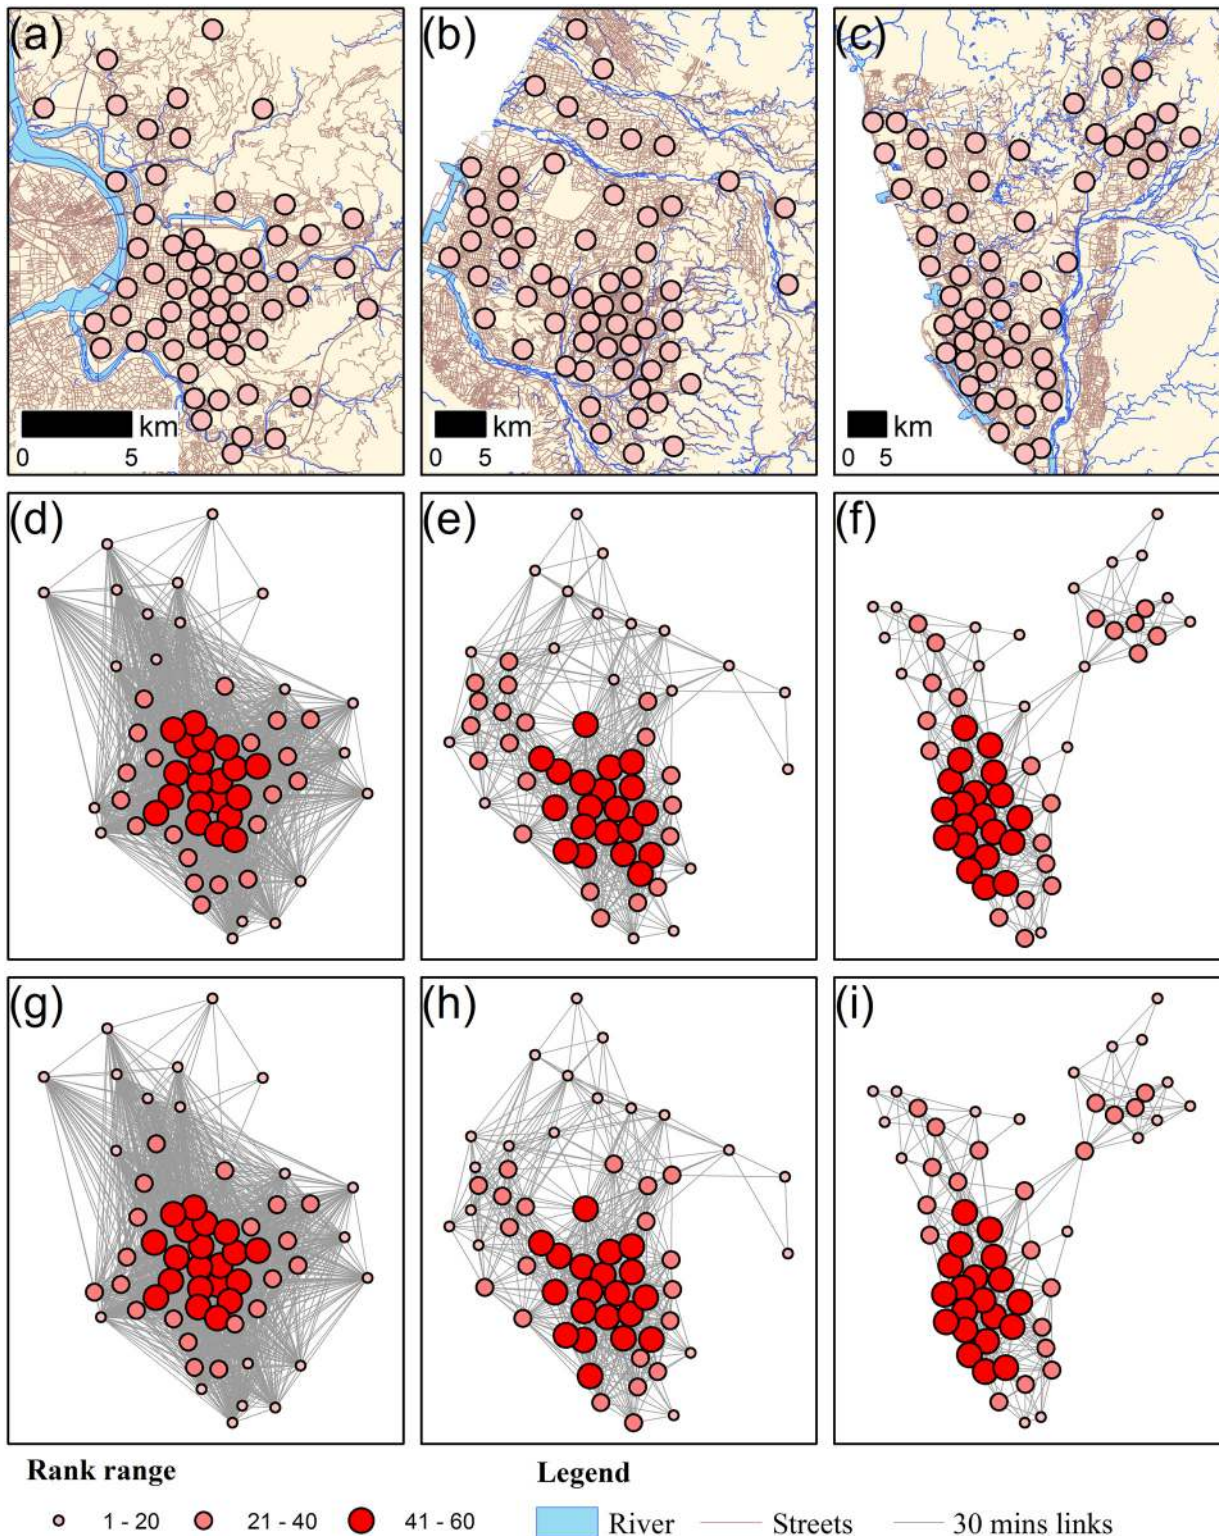 (a) (b) (c)
km km km
0 5 0 5 0 5
(d) (e) (f)
(g) (h) (i)
Rank range Legend
1 - 20 21 - 40 41 - 60 River Streets 30 mins links